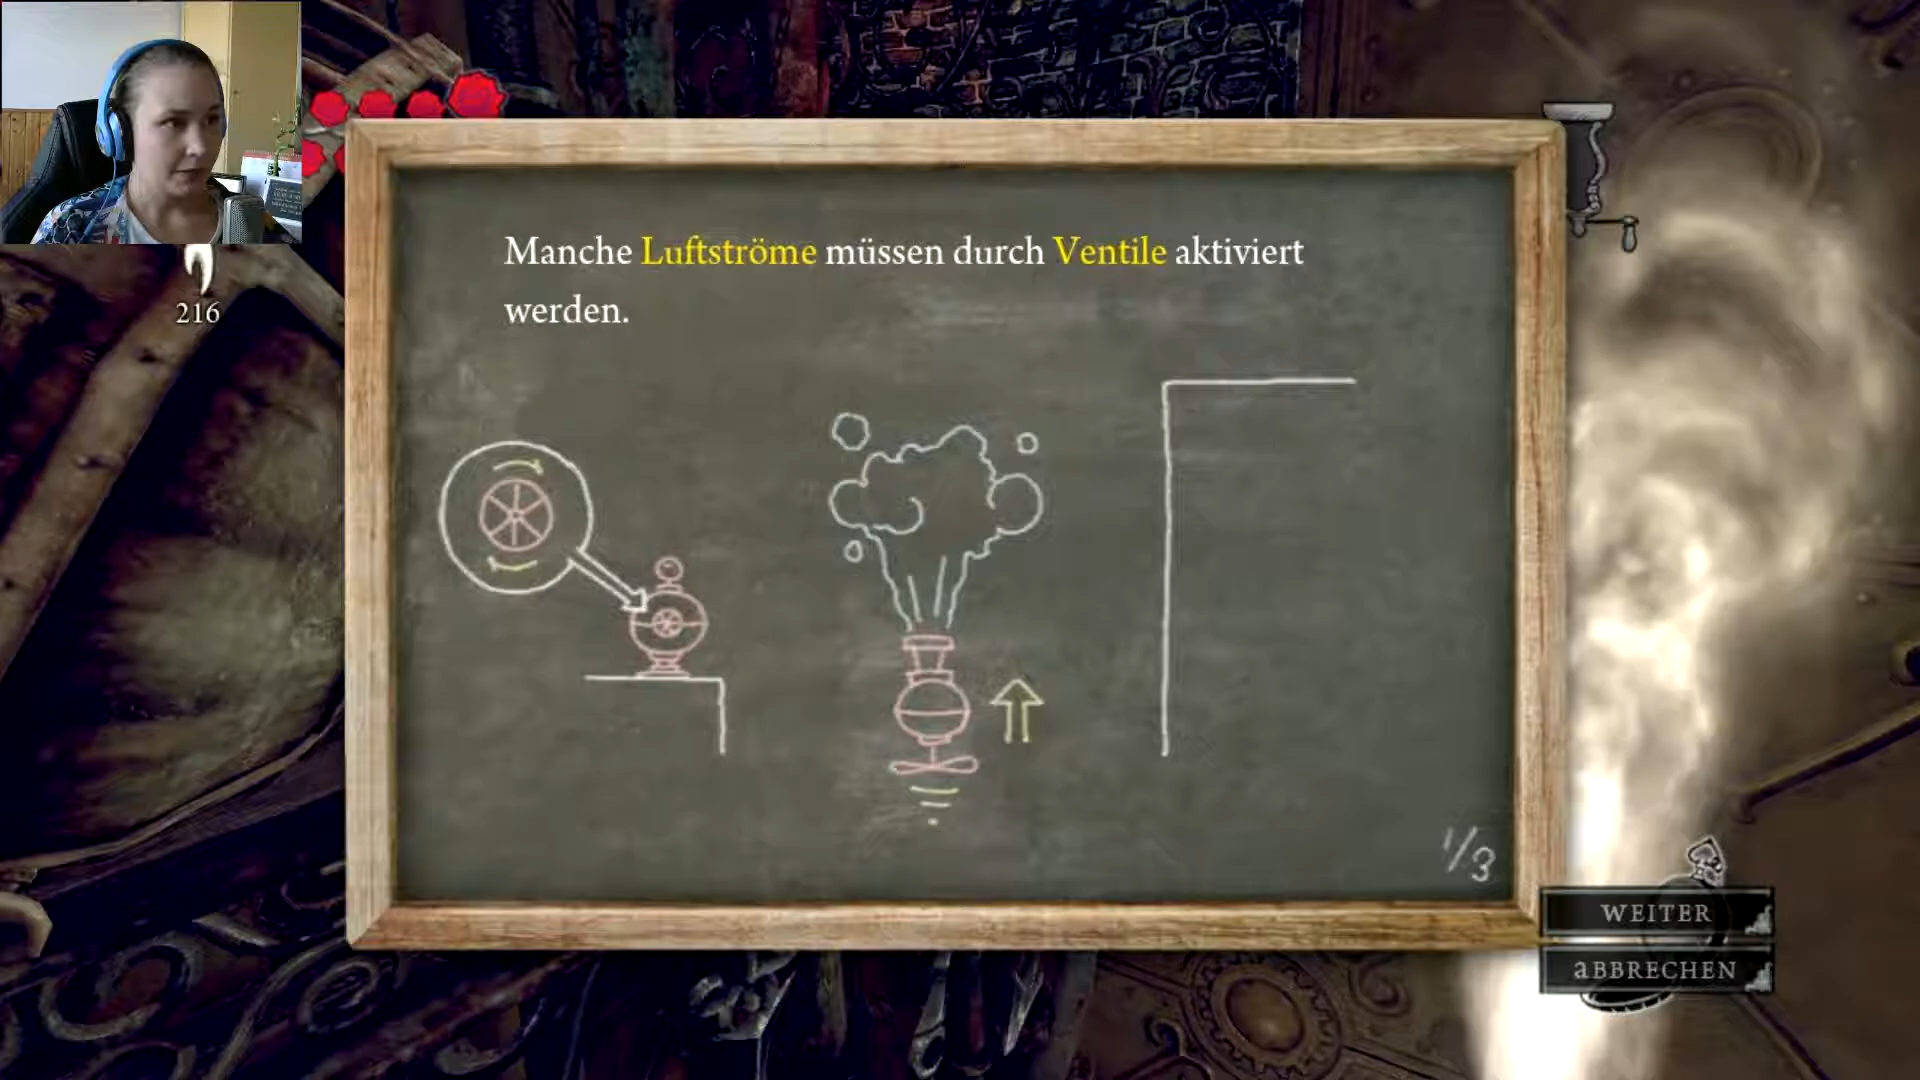 Manche Luftströme müssen durch Ventile aktiviert
werden.
216
1/3
WEITER
aBBRECHEN